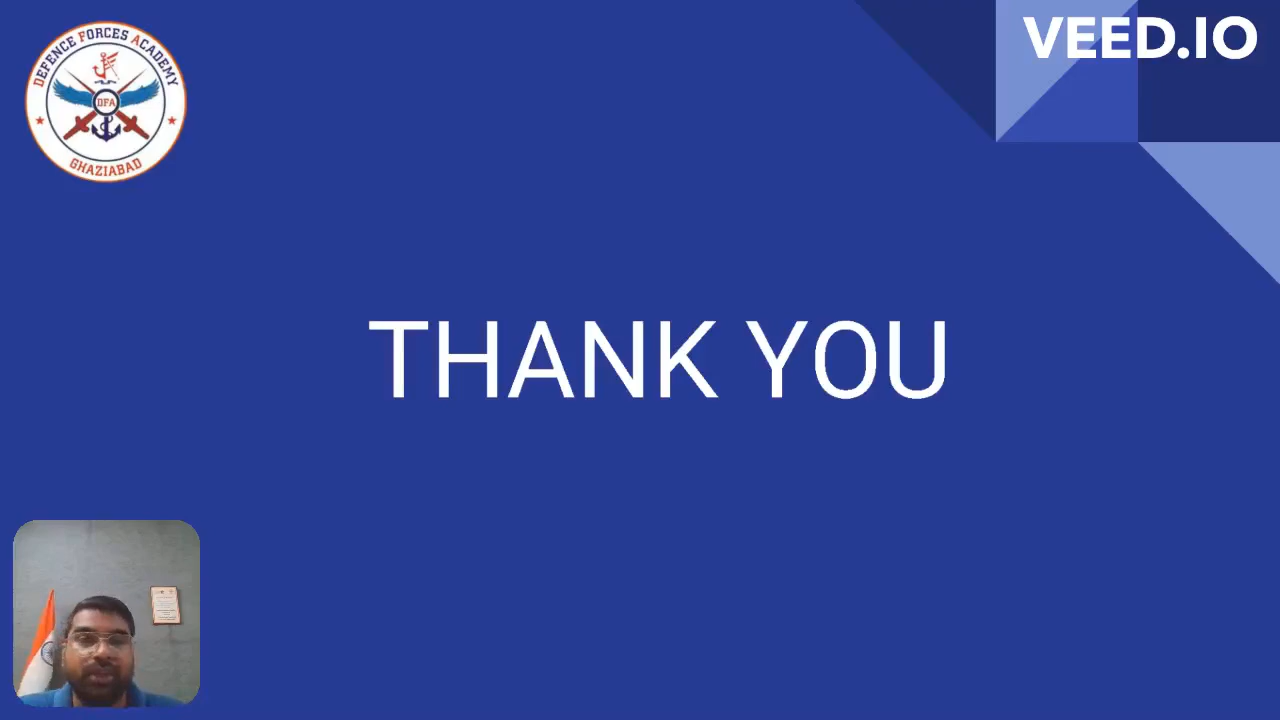 DEFENCE FORCES ACADEMY
DFA
GHAZIABAD
VEED.IO
THANK YOU